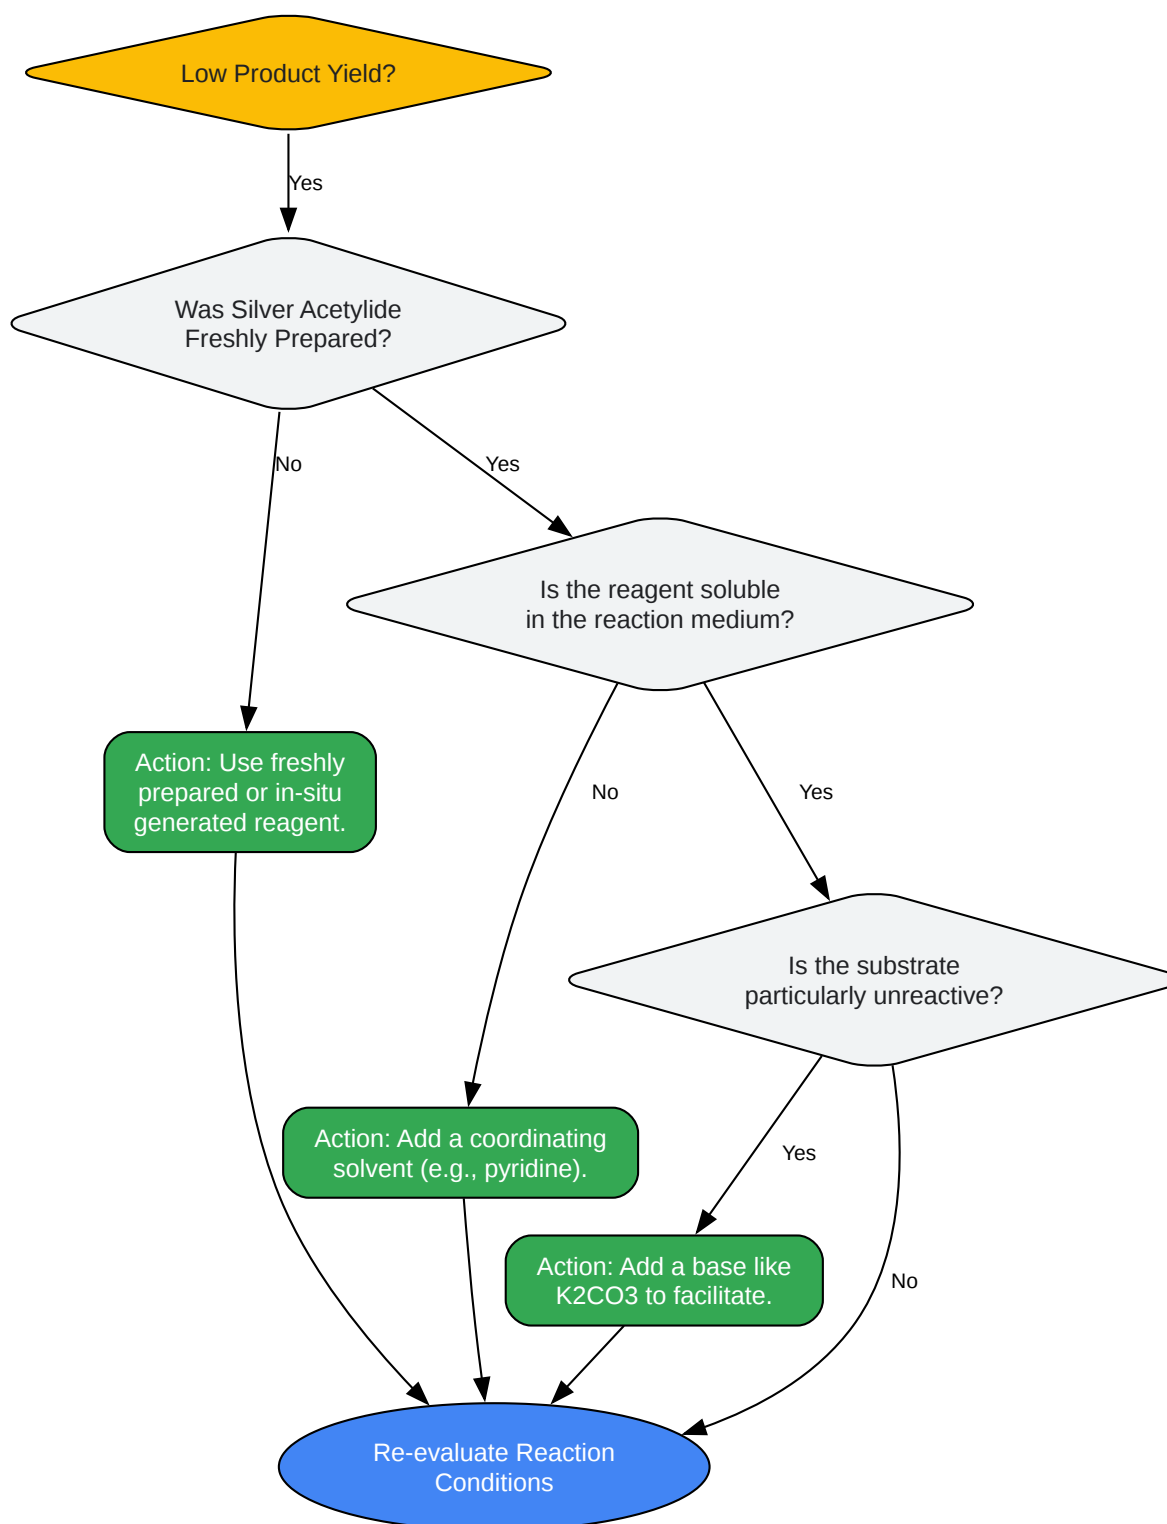 Low Product Yield?
Yes
Was Silver Acetylide
Freshly Prepared?
No
Yes
Is the reagent soluble
in the reaction medium?
Action: Use freshly
prepared or in-situ
generated reagent.
No
Yes
Is the substrate
particularly unreactive?
Action: Add a coordinating
solvent (e.g., pyridine).
Yes
Action: Add a base like
K2CO3 to facilitate.
No
Re-evaluate Reaction
Conditions